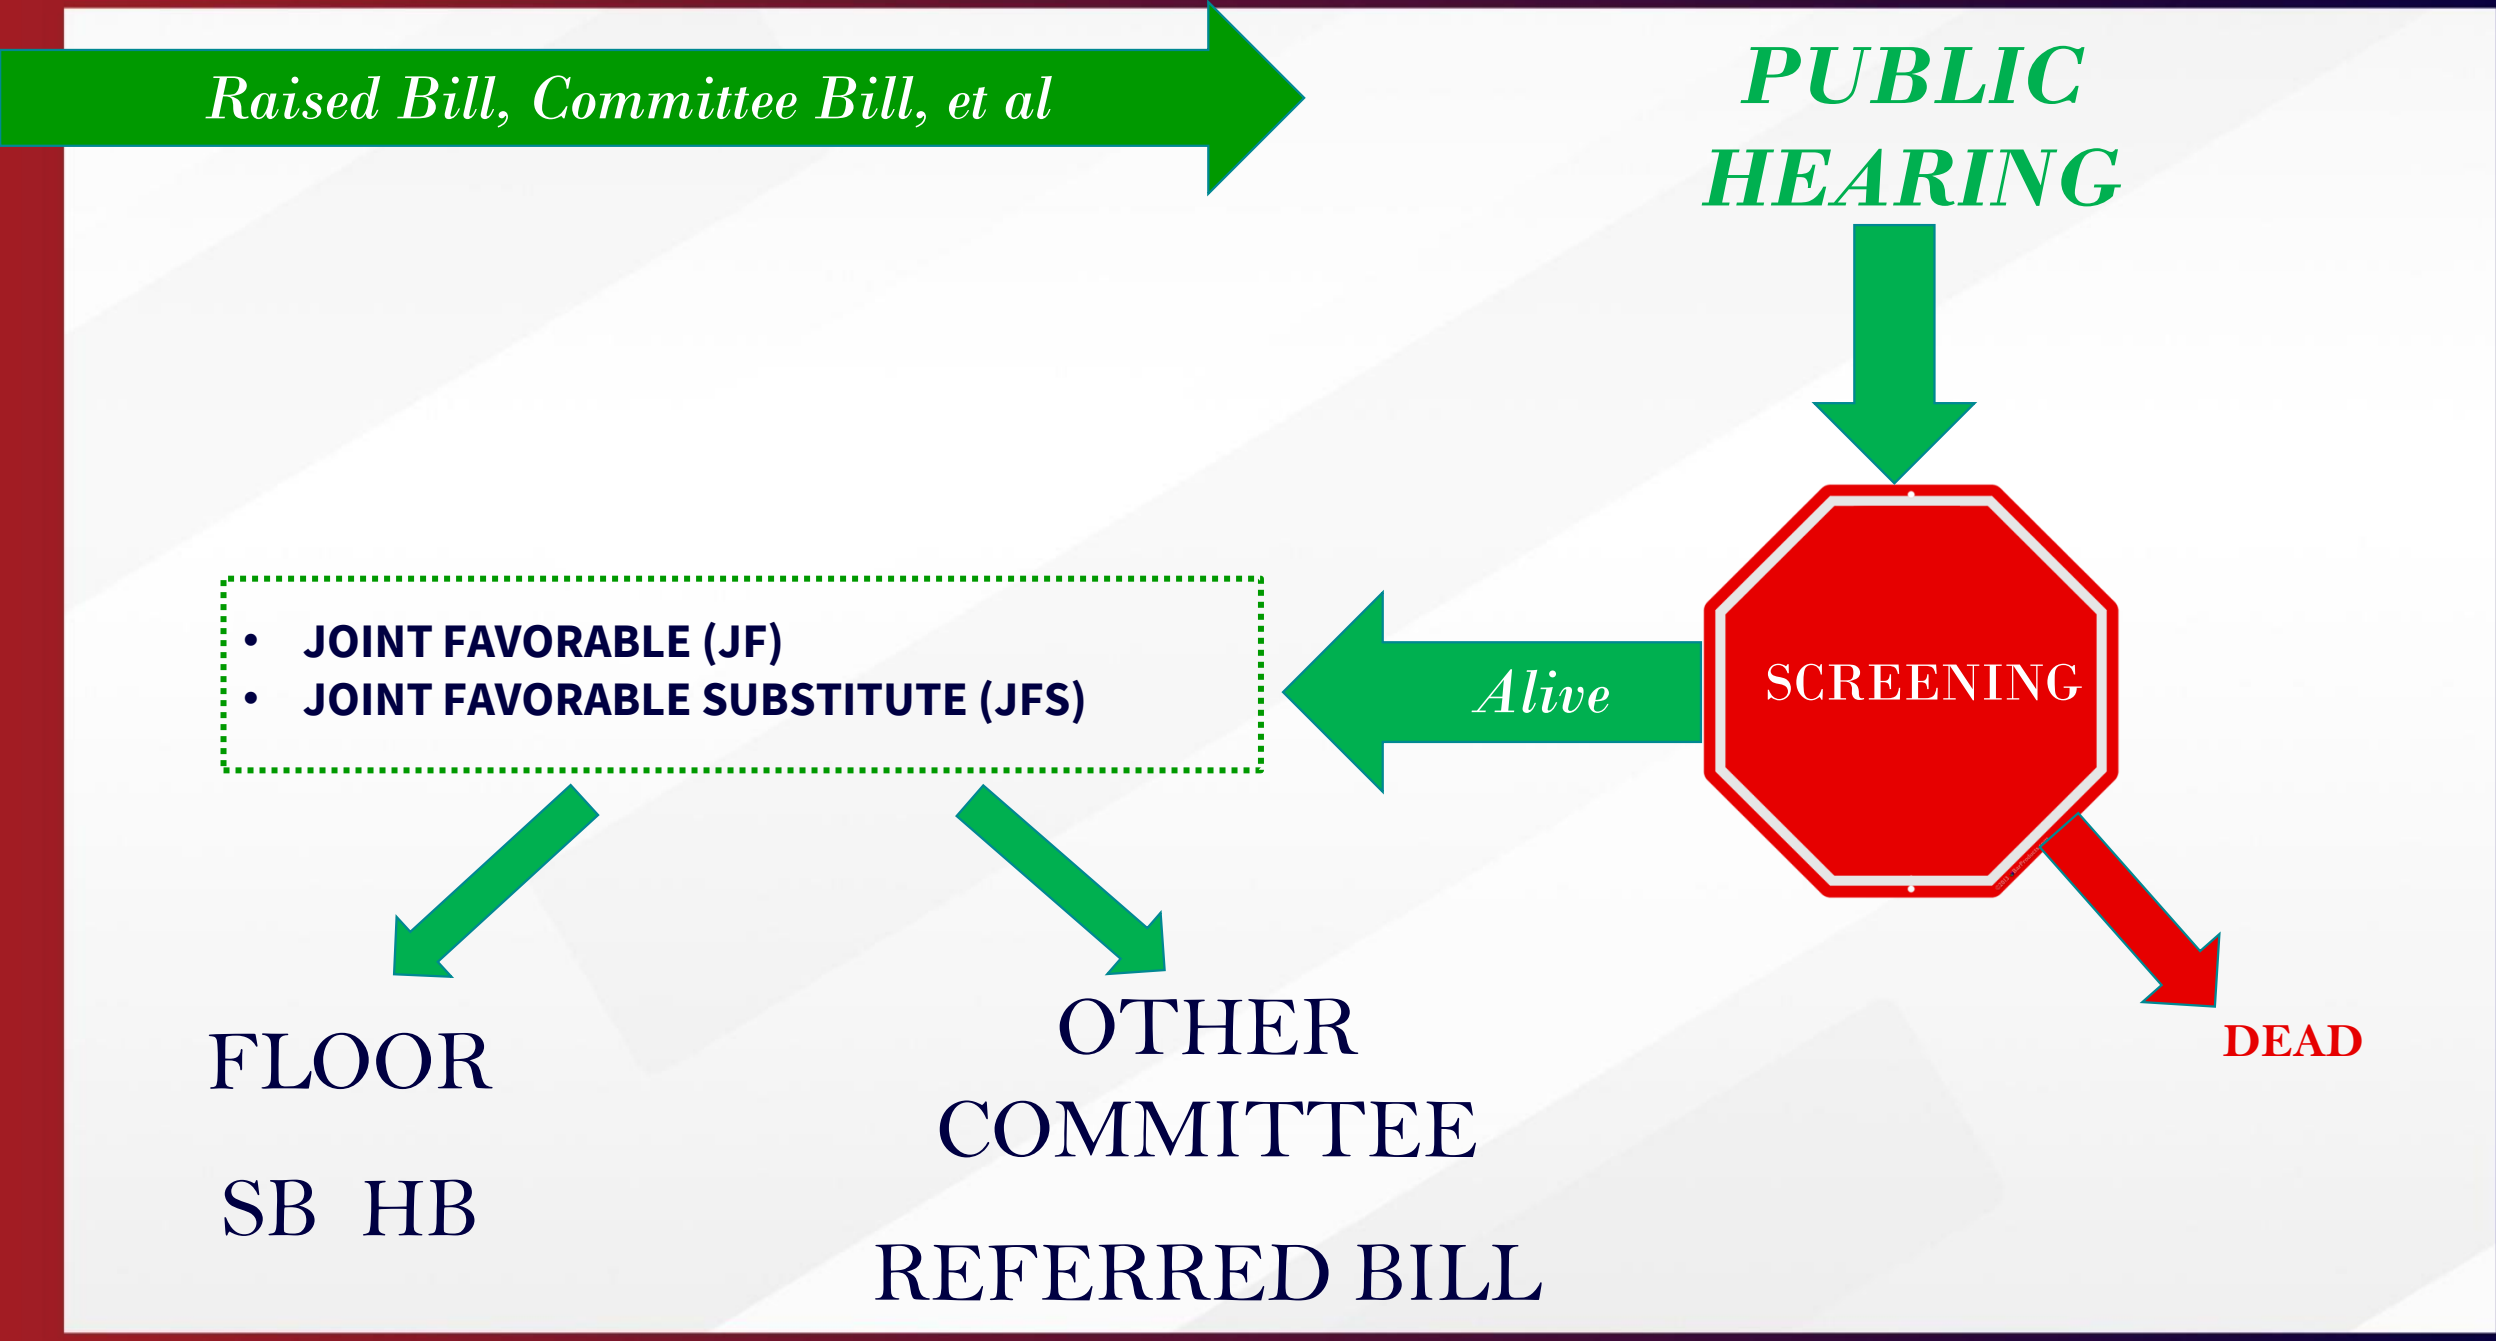 Raised Bill, Committee Bill, et al
PUBLIC
HEARING
SCREENING
Alive
• JOINT FAVORABLE (JF)
• JOINT FAVORABLE SUBSTITUTE (JFS)
DEAD
FLOOR
SB HB
OTHER
COMMITTEE
REFERRED BILL